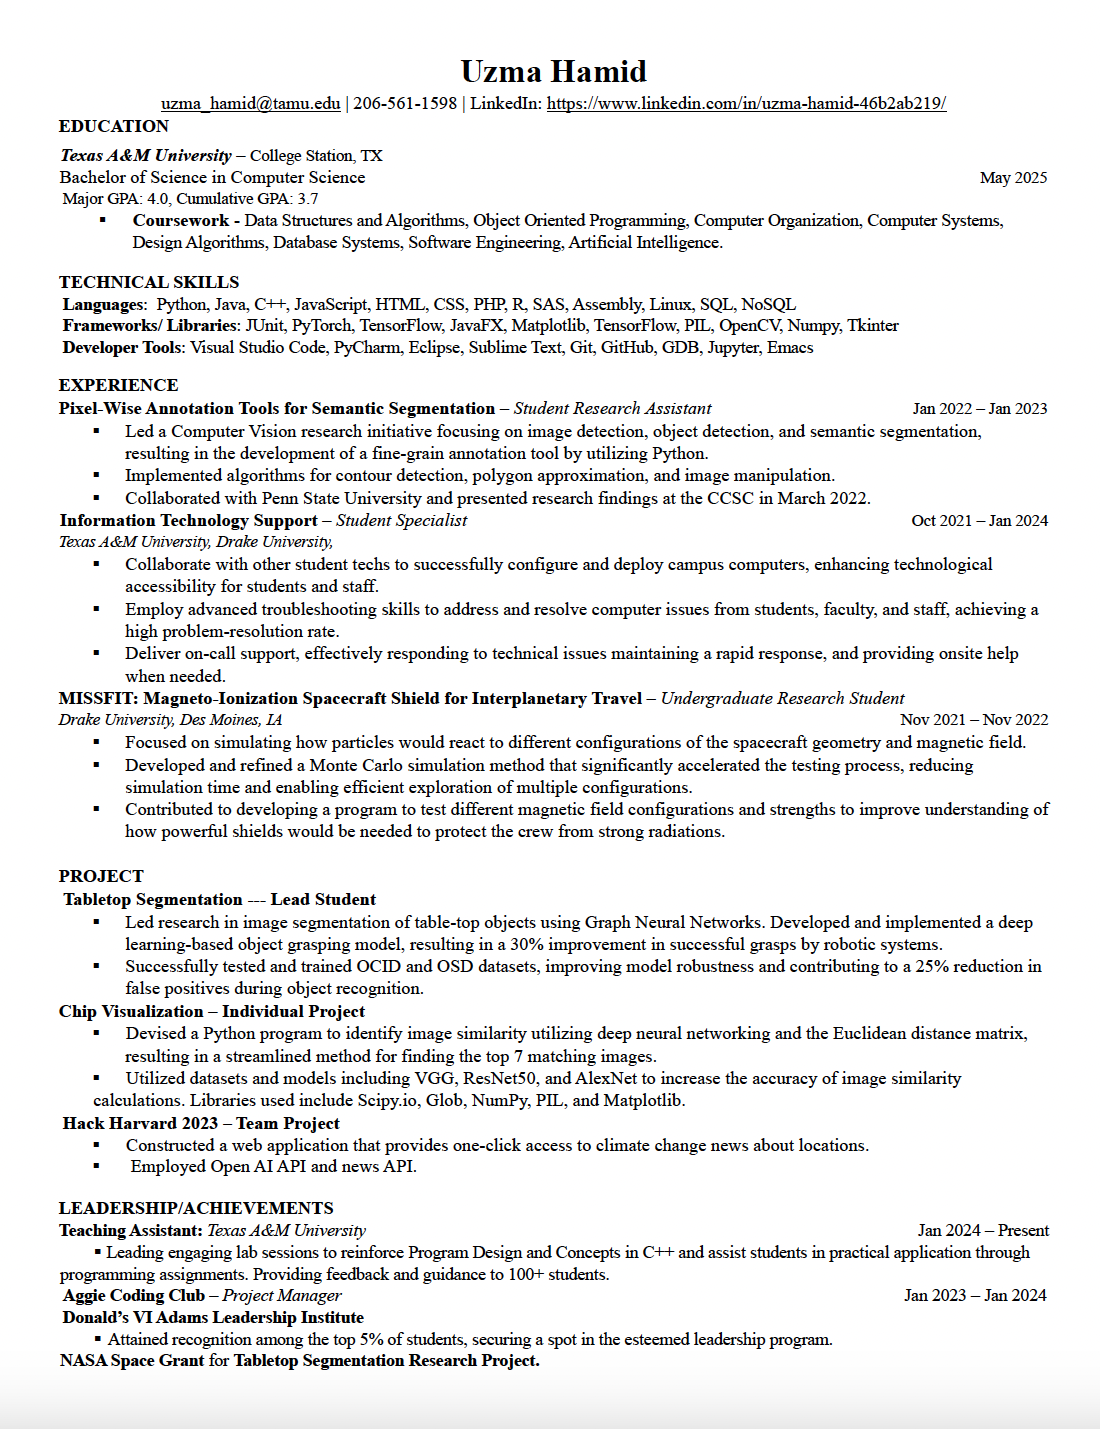 Uzma Hamid
uzma_hamid@tamu.edu | 206-561-1598 | LinkedIn: https://www.linkedin.com/in/uzma-hamid-46b2ab219/
EDUCATION
Texas A&M University – College Station, TX
Bachelor of Science in Computer Science May 2025
Major GPA: 4.0, Cumulative GPA: 3.7
▪ Coursework - Data Structures and Algorithms, Object Oriented Programming, Computer Organization, Computer Systems,
Design Algorithms, Database Systems, Software Engineering, Artificial Intelligence.
TECHNICAL SKILLS
Languages: Python, Java, C++, JavaScript, HTML, CSS, PHP, R, SAS, Assembly, Linux, SQL, NoSQL
Frameworks/ Libraries: JUnit, PyTorch, TensorFlow, JavaFX, Matplotlib, TensorFlow, PIL, OpenCV, Numpy, Tkinter
Developer Tools: Visual Studio Code, PyCharm, Eclipse, Sublime Text, Git, GitHub, GDB, Jupyter, Emacs
EXPERIENCE
Pixel-Wise Annotation Tools for Semantic Segmentation – Student Research Assistant Jan 2022 – Jan 2023
▪ Led a Computer Vision research initiative focusing on image detection, object detection, and semantic segmentation,
resulting in the development of a fine-grain annotation tool by utilizing Python.
▪ Implemented algorithms for contour detection, polygon approximation, and image manipulation.
▪ Collaborated with Penn State University and presented research findings at the CCSC in March 2022.
Information Technology Support – Student Specialist Oct 2021 – Jan 2024
Texas A&M University, Drake University,
▪ Collaborate with other student techs to successfully configure and deploy campus computers, enhancing technological
accessibility for students and staff.
▪ Employ advanced troubleshooting skills to address and resolve computer issues from students, faculty, and staff, achieving a
high problem-resolution rate.
▪ Deliver on-call support, effectively responding to technical issues maintaining a rapid response, and providing onsite help
when needed.
MISSFIT: Magneto-Ionization Spacecraft Shield for Interplanetary Travel – Undergraduate Research Student
Drake University, Des Moines, IA Nov 2021 – Nov 2022
▪ Focused on simulating how particles would react to different configurations of the spacecraft geometry and magnetic field.
▪ Developed and refined a Monte Carlo simulation method that significantly accelerated the testing process, reducing
simulation time and enabling efficient exploration of multiple configurations.
▪ Contributed to developing a program to test different magnetic field configurations and strengths to improve understanding of
how powerful shields would be needed to protect the crew from strong radiations.
PROJECT
Tabletop Segmentation --- Lead Student
▪ Led research in image segmentation of table-top objects using Graph Neural Networks. Developed and implemented a deep
learning-based object grasping model, resulting in a 30% improvement in successful grasps by robotic systems.
▪ Successfully tested and trained OCID and OSD datasets, improving model robustness and contributing to a 25% reduction in
false positives during object recognition.
Chip Visualization – Individual Project
▪ Devised a Python program to identify image similarity utilizing deep neural networking and the Euclidean distance matrix,
resulting in a streamlined method for finding the top 7 matching images.
▪ Utilized datasets and models including VGG, ResNet50, and AlexNet to increase the accuracy of image similarity
calculations. Libraries used include Scipy.io, Glob, NumPy, PIL, and Matplotlib.
Hack Harvard 2023 – Team Project
▪ Constructed a web application that provides one-click access to climate change news about locations.
▪ Employed Open AI API and news API.
LEADERSHIP/ACHIEVEMENTS
Teaching Assistant: Texas A&M University Jan 2024 – Present
▪ Leading engaging lab sessions to reinforce Program Design and Concepts in C++ and assist students in practical application through
programming assignments. Providing feedback and guidance to 100+ students.
Aggie Coding Club – Project Manager Jan 2023 – Jan 2024
Donald’s VI Adams Leadership Institute
▪ Attained recognition among the top 5% of students, securing a spot in the esteemed leadership program.
NASA Space Grant for Tabletop Segmentation Research Project.